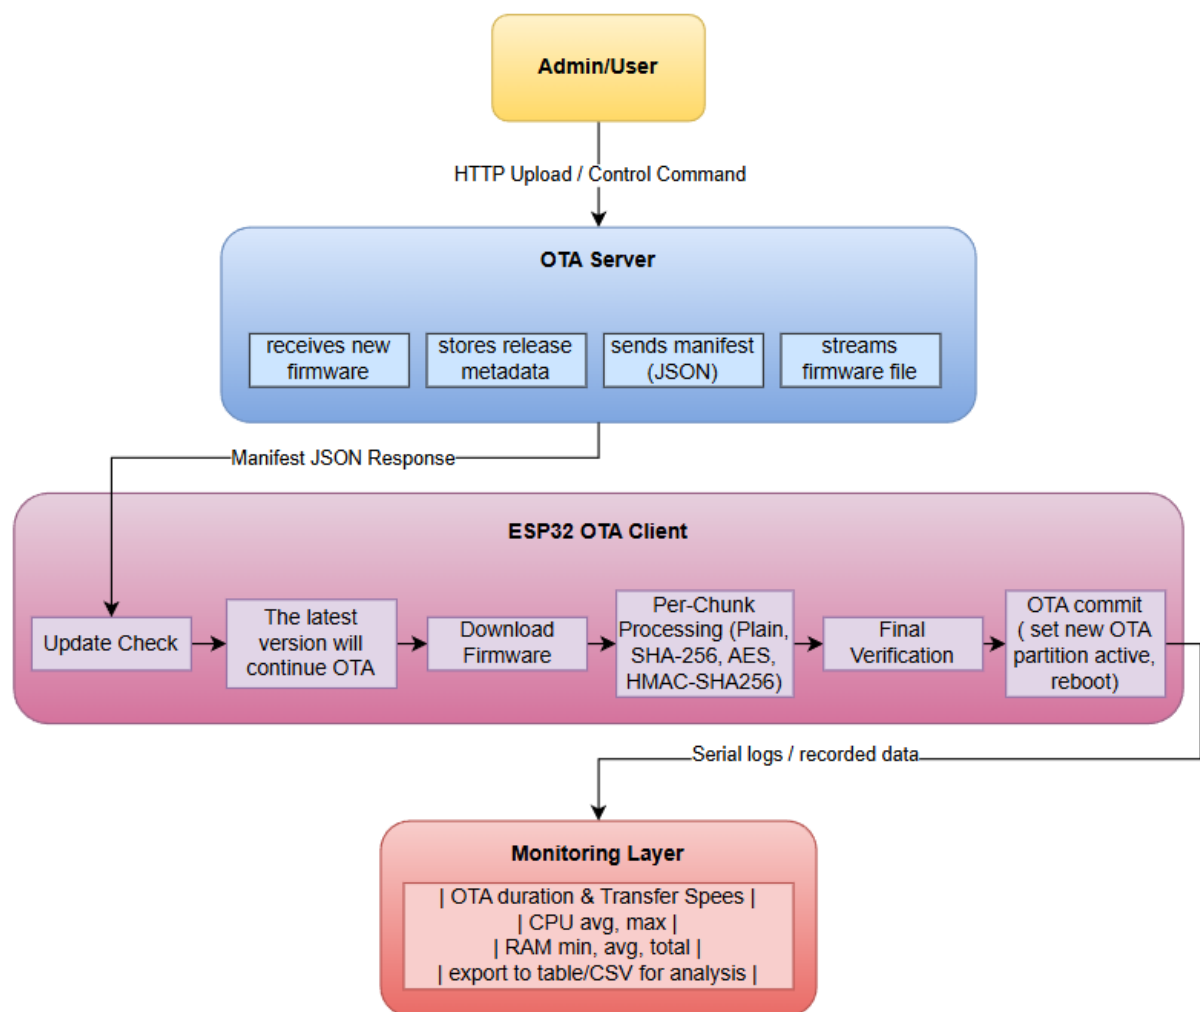 Admin/User
HTTP Upload / Control Command
OTA Server
receives new
firmware
stores release
metadata
sends manifest
(JSON)
streams
firmware file
Manifest JSON Response
ESP32 OTA Client
Update Check
The latest
version will
continue OTA
Download
Firmware
Per-Chunk
Processing (Plain,
SHA-256, AES,
HMAC-SHA256)
Final
Verification
OTA commit
( set new OTA
partition active,
reboot)
Serial logs / recorded data
Monitoring Layer
| OTA duration & Transfer Spees |
| CPU avg, max |
| RAM min, avg, total |
| export to table/CSV for analysis |